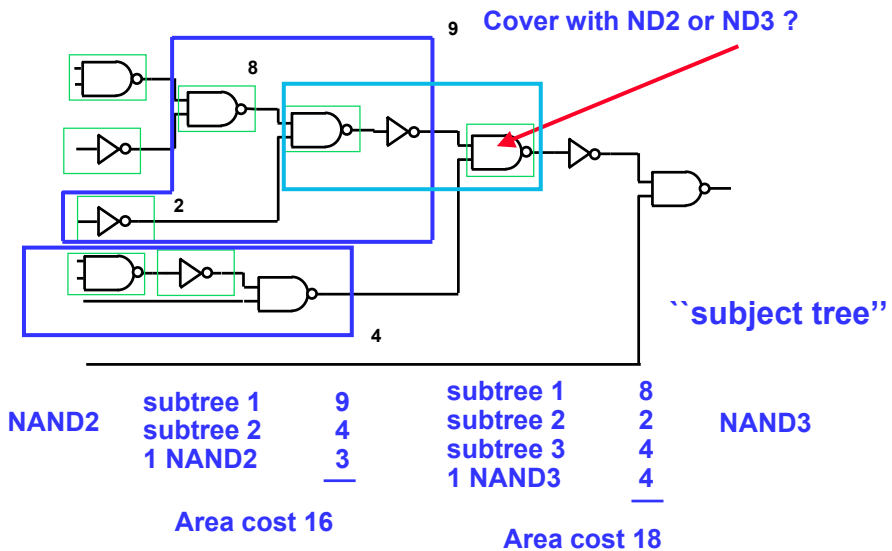 Cover with ND2 or ND3 ?
9
8
2
4
``subject tree''
NAND2
subtree 1 9
subtree 2 4
1 NAND2 3
Area cost 16
subtree 1 8
subtree 2 2
subtree 3 4
1 NAND3 4
NAND3
Area cost 18